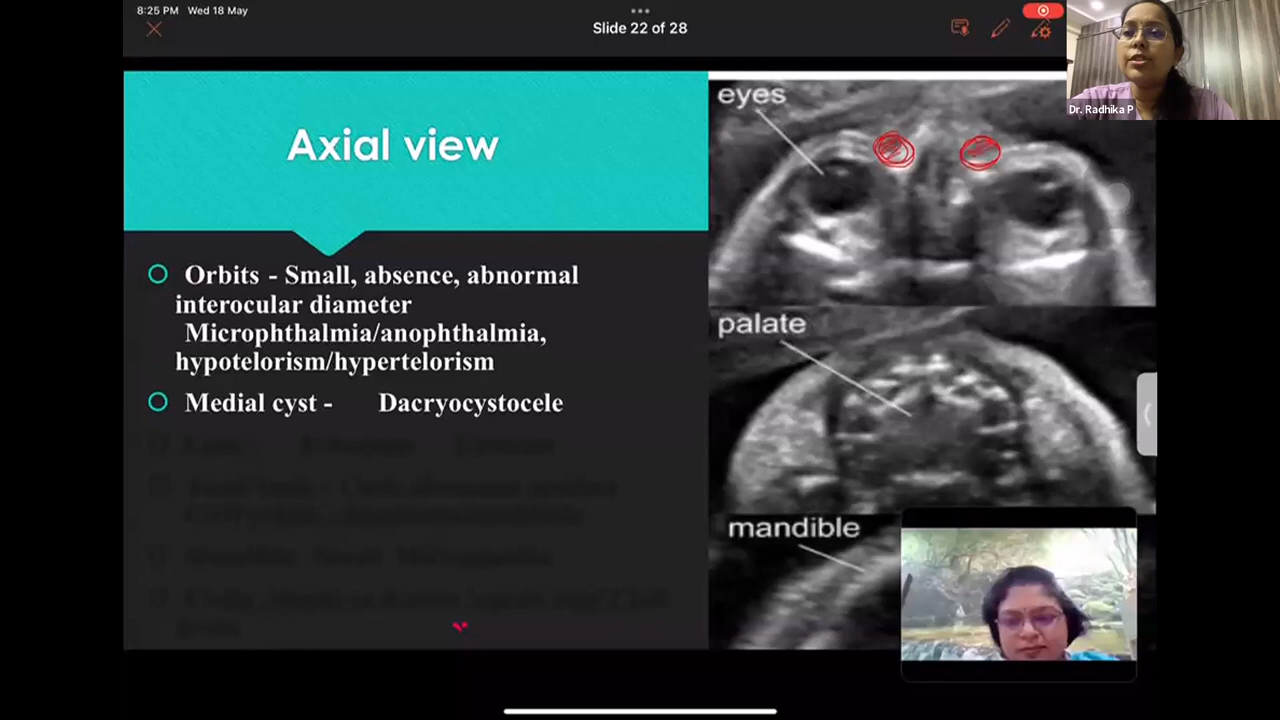 8:25 PM Wed 18 May
Slide 22 of 28
Dr. Radhika P
Axial view
Orbits - Small, absence, abnormal
interocular diameter
Microphthalmia/anophthalmia,
hypotelorism/hypertelorism
Medial cyst - Dacryocystocele
eyes
palate
mandible